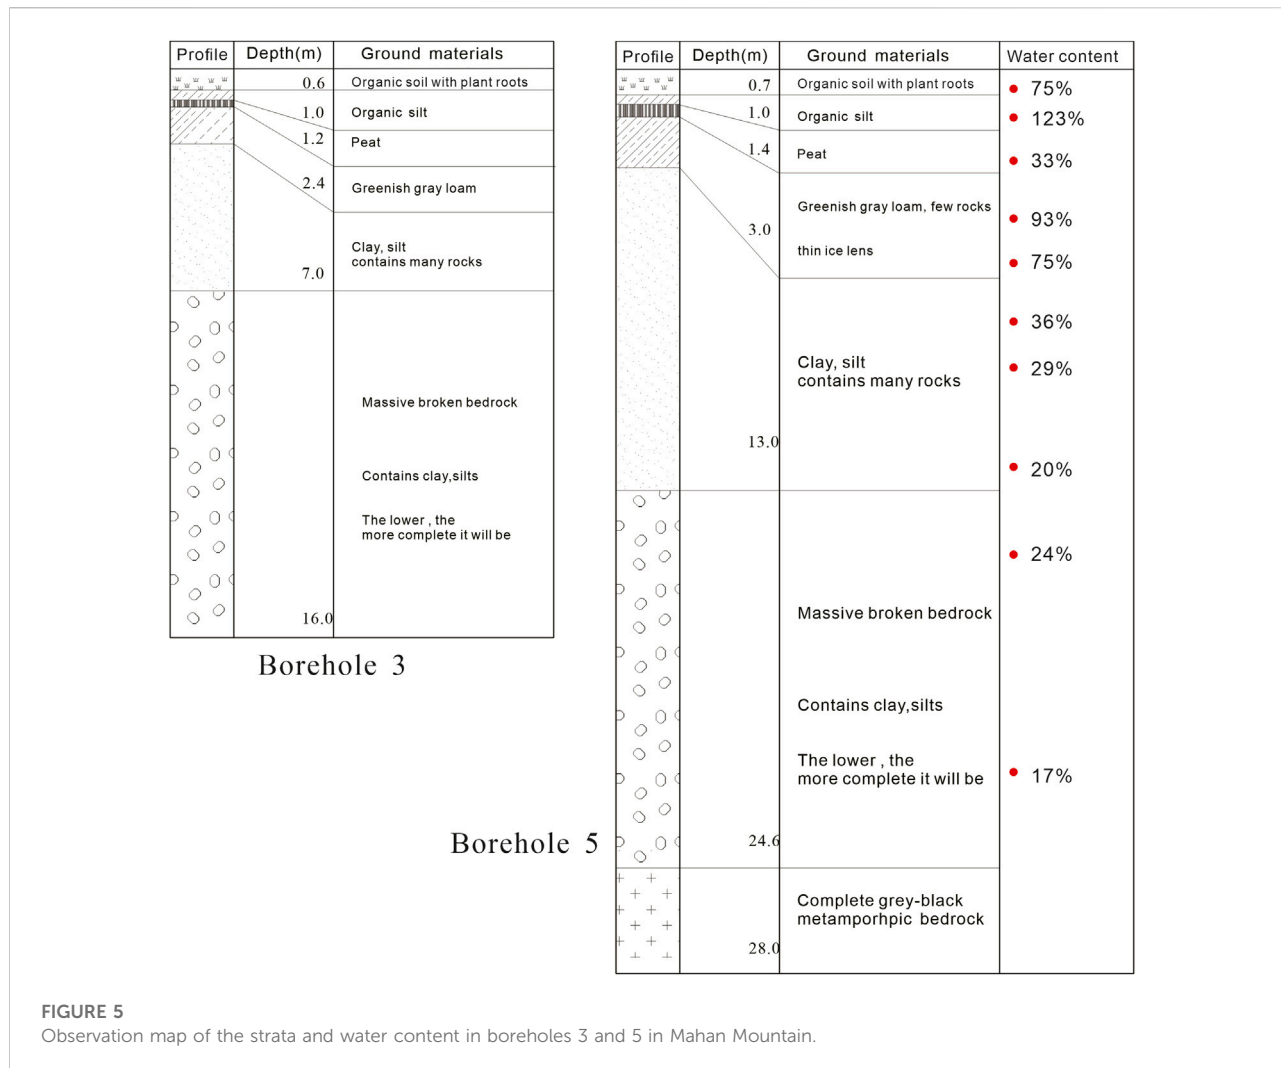 Profile Depth(m) Ground materials
0.6 Organic soil with plant roots
1.0 Organic silt
1.2 Peat
2.4 Greenish gray loam
Clay, silt
contains many rocks
7.0
Massive broken bedrock
Contains clay,silts
The lower , the
more complete it will be
16.0
Borehole 3
Profile Depth(m) Ground materials Water content
0.7 Organic soil with plant roots 75%
1.0 Organic silt 123%
1.4 Peat 33%
Greenish gray loam, few rocks 93%
3.0
thin ice lens 75%
36%
Clay, silt 29%
contains many rocks
13.0
20%
24%
Massive broken bedrock
Contains clay,silts
The lower , the
more complete it will be 17%
24.6
Borehole 5
Complete grey-black
metamporhpic bedrock
28.0
FIGURE 5
Observation map of the strata and water content in boreholes 3 and 5 in Mahan Mountain.